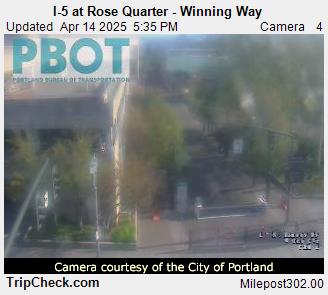 I-5 at Rose Quarter - Winning Way
Updated Apr 14 2025 5:35 PM Camera 4
PBOT
PORTLAND BUREAU OF TRANSPORTATION
Camera courtesy of the City of Portland
TripCheck.com Milepost302.00